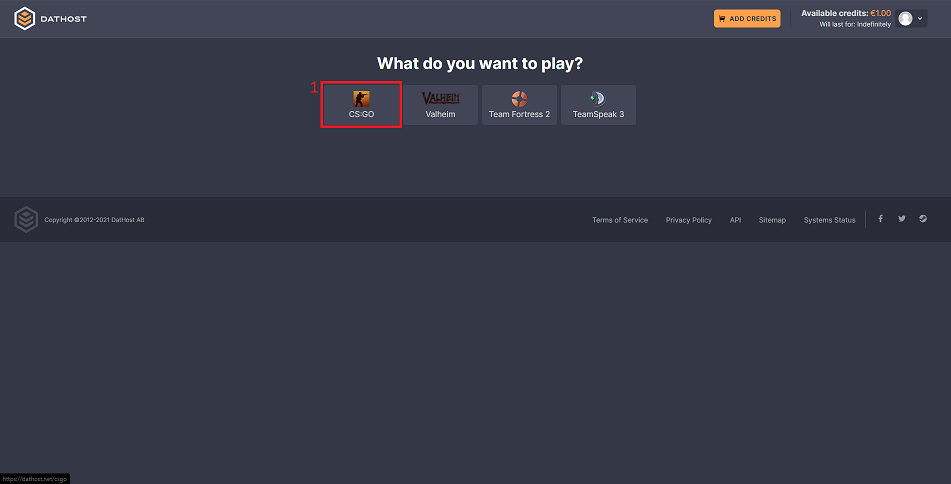 DATHOST
ADD CREDITS
Available credits: €1.00
Will last for: Indefinitely
What do you want to play?
1
CS:GO
VALHEIM
Valheim
Team Fortress 2
TeamSpeak 3
Copyright ©2012-2021 DatHost AB
Terms of Service
Privacy Policy
API
Sitemap
Systems Status
https://dathost.net/csgo